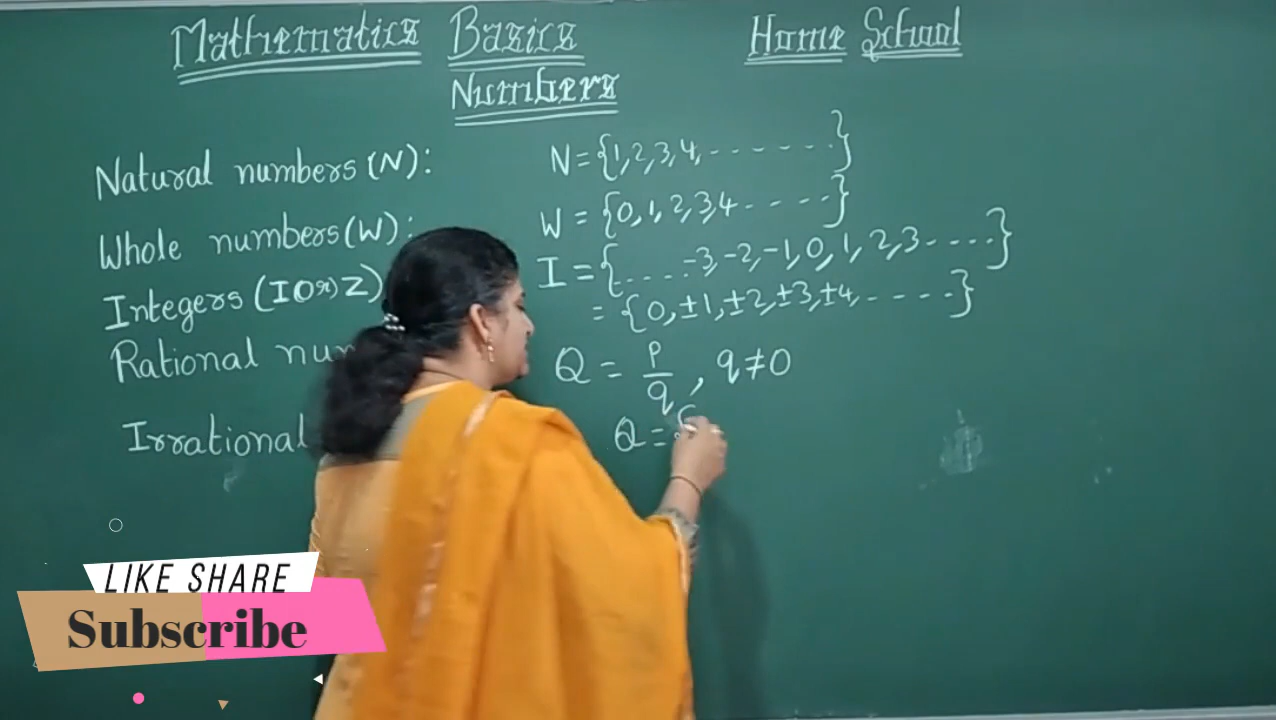 Mathematics Basics Home School
Numbers
Natural numbers (N): N = {1, 2, 3, 4, - - - - - - .}
Whole numbers (W): W = {0, 1, 2, 3, 4 - - - - .}
Integers (I Or) Z) I = {.... -3, -2, -1, 0, 1, 2, 3 - ....}
= {0, ±1, ±2, ±3, ±4, - - - - .}
Rational Q = p/q, q ≠ 0
Irrational Q =
LIKE SHARE
Subscribe